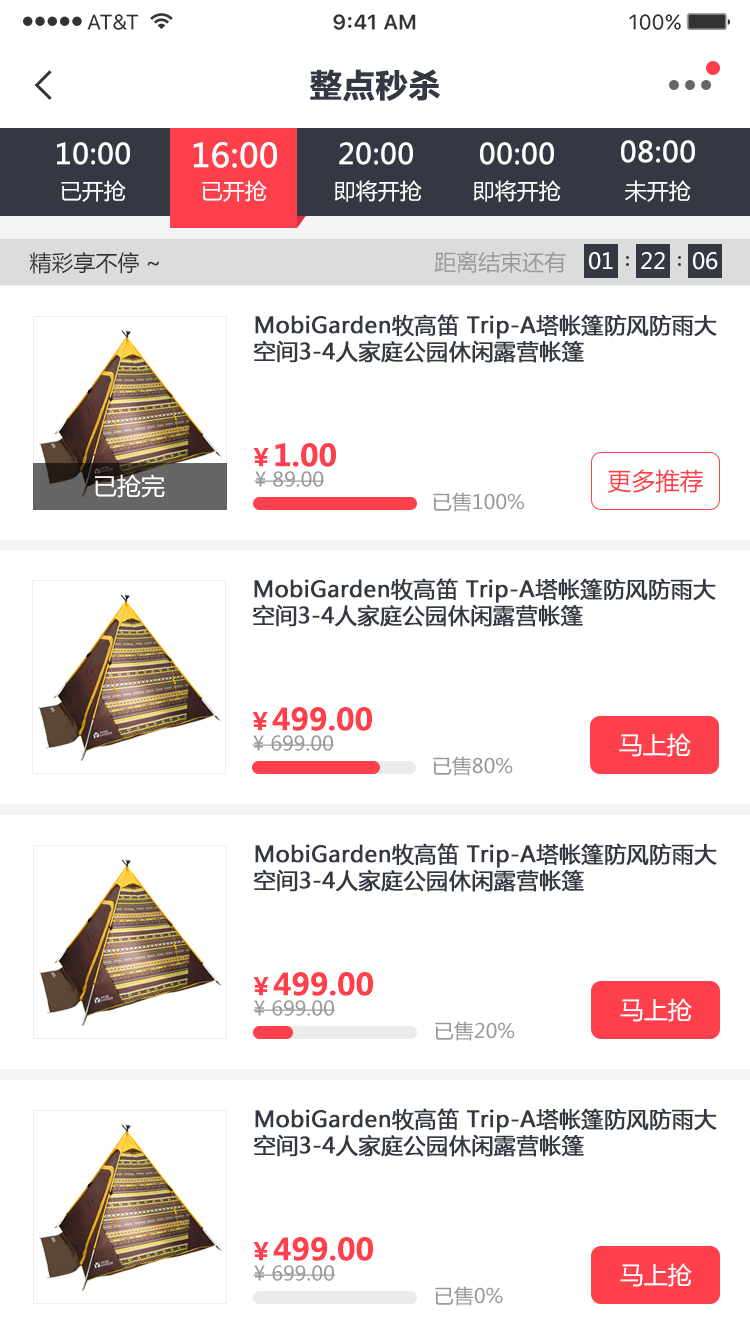 AT&T 9:41 AM 100%
整点秒杀
10:00 16:00 20:00 00:00 08:00
已开抢 已开抢 即将开抢 即将开抢 未开抢
精彩享不停 ~ 距离结束还有 01 : 22 : 06
MobiGarden牧高笛 Trip-A塔帐篷防风防雨大
空间3-4人家庭公园休闲露营帐篷
已抢完
¥ 1.00
¥ 89.00
已售100%
更多推荐
MobiGarden牧高笛 Trip-A塔帐篷防风防雨大
空间3-4人家庭公园休闲露营帐篷
¥ 499.00
¥ 699.00
已售80%
马上抢
MobiGarden牧高笛 Trip-A塔帐篷防风防雨大
空间3-4人家庭公园休闲露营帐篷
¥ 499.00
¥ 699.00
已售20%
马上抢
MobiGarden牧高笛 Trip-A塔帐篷防风防雨大
空间3-4人家庭公园休闲露营帐篷
¥ 499.00
¥ 699.00
已售0%
马上抢